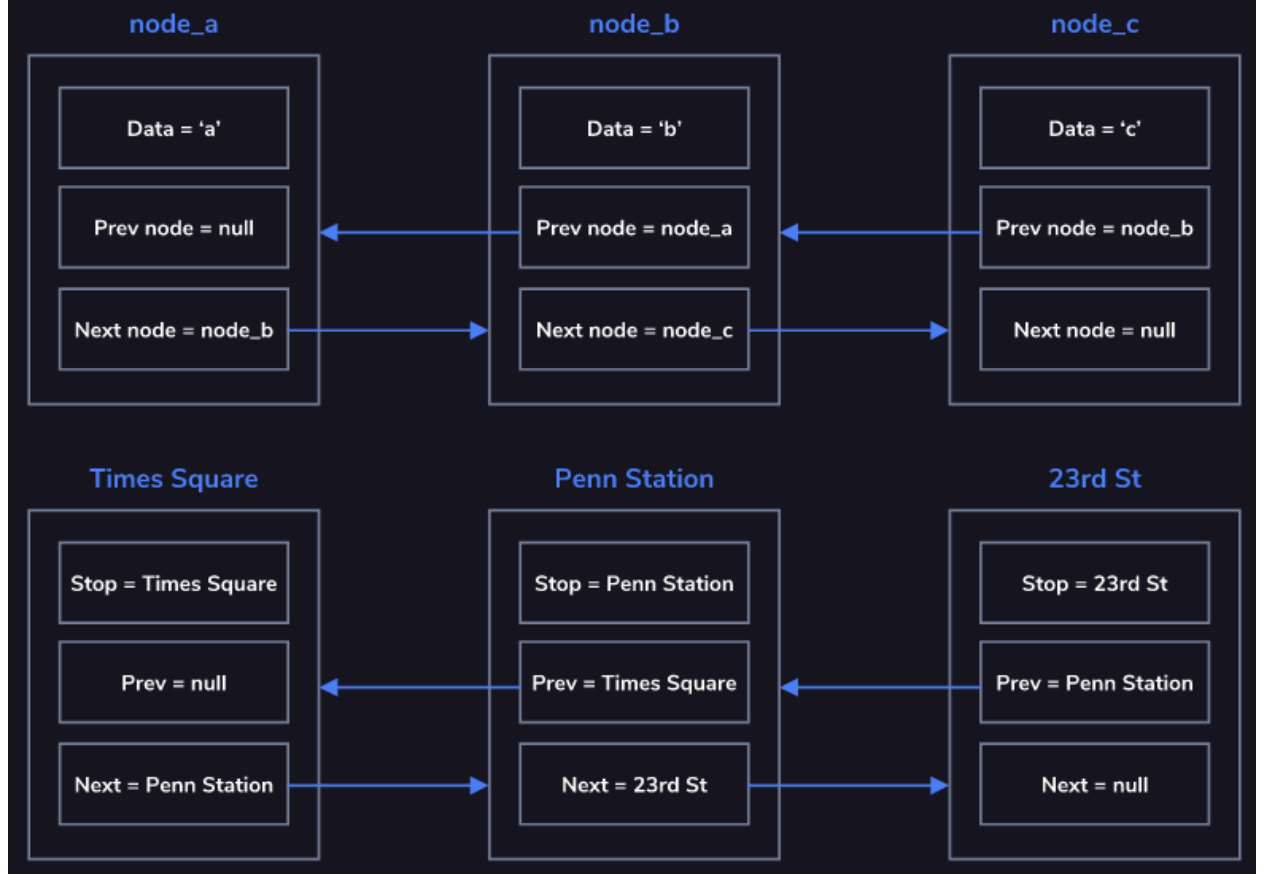 node_a
node_b
node_c
Data = ‘a’
Data = ‘b’
Data = ‘c’
Prev node = null
Prev node = node_a
Prev node = node_b
Next node = node_b
Next node = node_c
Next node = null
Times Square
Penn Station
23rd St
Stop = Times Square
Stop = Penn Station
Stop = 23rd St
Prev = null
Prev = Times Square
Prev = Penn Station
Next = Penn Station
Next = 23rd St
Next = null